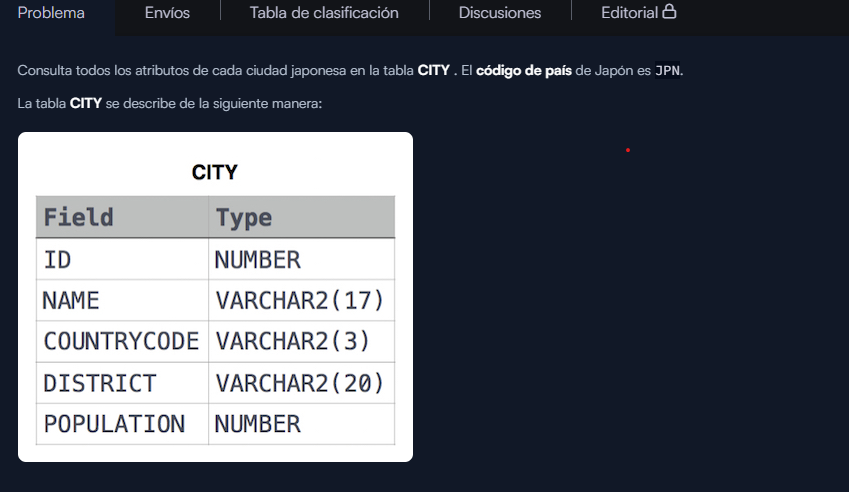 Problema Envíos Tabla de clasificación Discusiones Editorial
Consulta todos los atributos de cada ciudad japonesa en la tabla CITY . El código de país de Japón es JPN.
La tabla CITY se describe de la siguiente manera:
CITY
Field Type
ID NUMBER
NAME VARCHAR2(17)
COUNTRYCODE VARCHAR2(3)
DISTRICT VARCHAR2(20)
POPULATION NUMBER